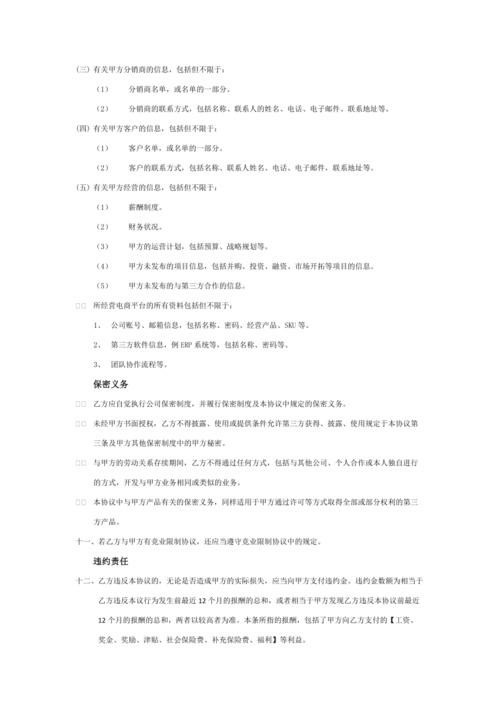 (三) 有关甲方分销商的信息，包括但不限于；
（1） 分销商名单，或名单的一部分。
（2） 分销商的联系方式，包括名称、联系人的姓名、电话、电子邮件、联系地址等。
(四) 有关甲方客户的信息，包括但不限于；
（1） 客户名单，或名单的一部分。
（2） 客户的联系方式，包括名称、联系人姓名、电话、电子邮件，联系地址等。
(五) 有关甲方经营的信息，包括但不限于；
（1） 薪酬制度。
（2） 财务状况。
（3） 甲方的运营计划，包括预算、战略规划等。
（4） 甲方未发布的项目信息，包括并购、投资、融资、市场开拓等项目的信息。
（5） 甲方未发布的与第三方合作的信息。
所经营电商平台的所有资料包括但不限于；
1、 公司账号、邮箱信息，包括名称、密码、经营产品、SKU 等。
2、 第三方软件信息，例 ERP 系统等，包括名称、密码等。
3、 团队协作流程等。
保密义务
乙方应自觉执行公司保密制度，并履行保密制度及本协议中规定的保密义务。
未经甲方书面授权，乙方不得披露、使用或提供条件允许第三方获得、披露、使用规定于本协议第
三条及甲方其他保密制度中的甲方秘密。
与甲方的劳动关系存续期间，乙方不得通过任何方式，包括与其他公司、个人合作或本人独自进行
的方式，开发与甲方业务相同或类似的业务。
本协议中与甲方产品有关的保密义务，同样适用于甲方通过许可等方式取得全部或部分权利的第三
方产品。
十一、若乙方与甲方有竞业限制协议，还应当遵守竞业限制协议中的规定。
违约责任
十二、乙方违反本协议的，无论是否造成甲方的实际损失，应当向甲方支付违约金。违约金数额为相当于
乙方违反本议行为发生前最近 12 个月的报酬的总和，或者相当于甲方发现乙方违反本协议前最近
12 个月的报酬的总和，两者以较高者为准。本条所指的报酬，包括了甲方向乙方支付的【工资、
奖金、奖励、津贴、社会保险费、补充保险费、福利】等利益。